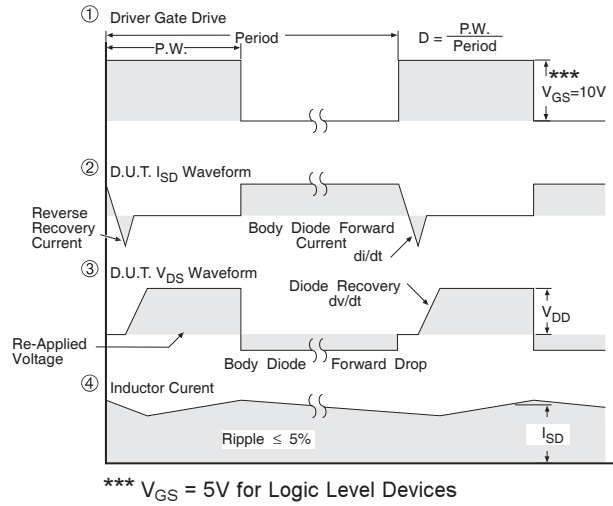 ① Driver Gate Drive
P.W.
Period
D = P.W. / Period
***
VGS=10V
② D.U.T. ISD Waveform
Reverse
Recovery
Current
Body Diode Forward
Current
di/dt
③ D.U.T. VDS Waveform
Diode Recovery
dv/dt
VDD
Re-Applied
Voltage
Body Diode Forward Drop
④ Inductor Curent
Ripple ≤ 5%
ISD
*** VGS = 5V for Logic Level Devices